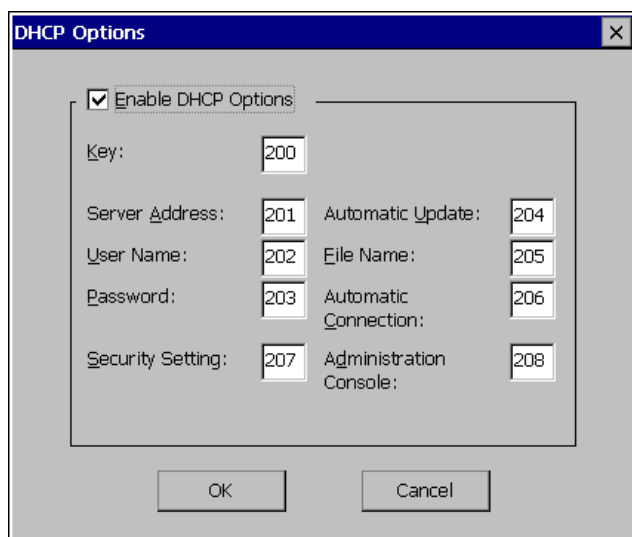 DHCP Options
Enable DHCP Options
Key: 200
Server Address: 201 Automatic Update: 204
User Name: 202 File Name: 205
Password: 203 Automatic Connection: 206
Security Setting: 207 Administration Console: 208
OK Cancel